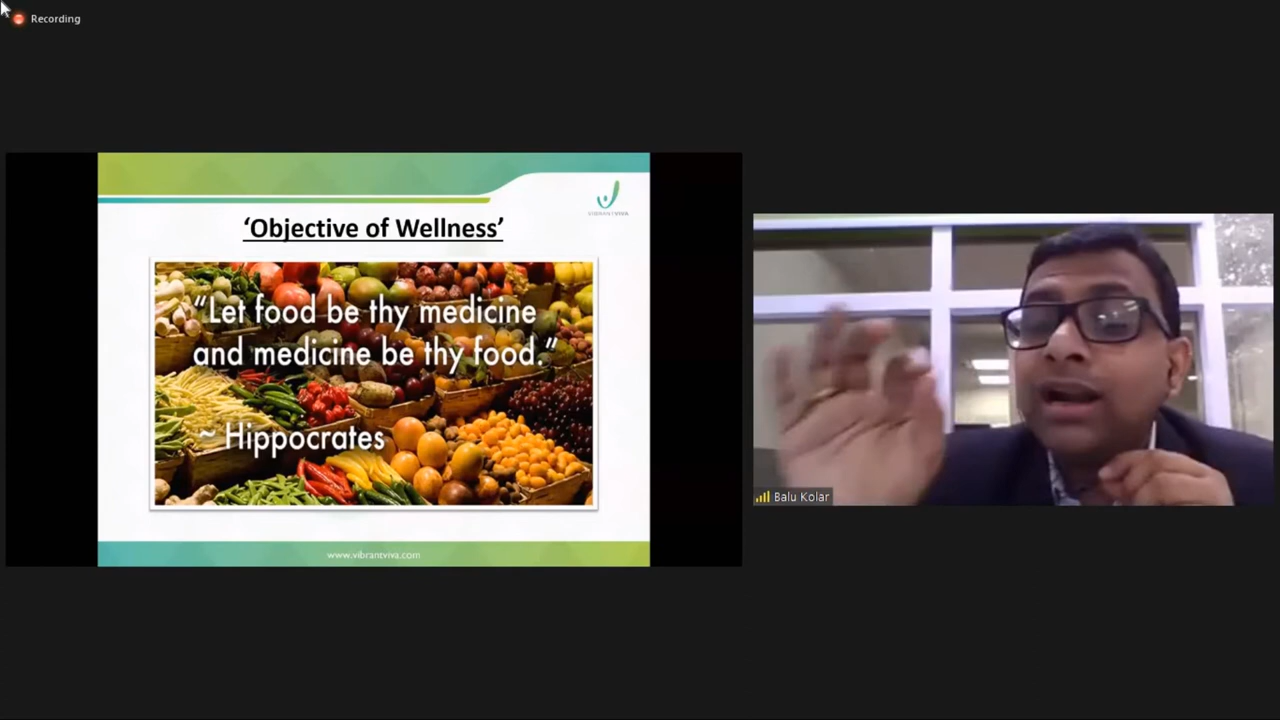 Recording
VIBRANTVIVA
‘Objective of Wellness’
“Let food be thy medicine
and medicine be thy food.”
~ Hippocrates
www.vibrantviva.com
Balu Kolar